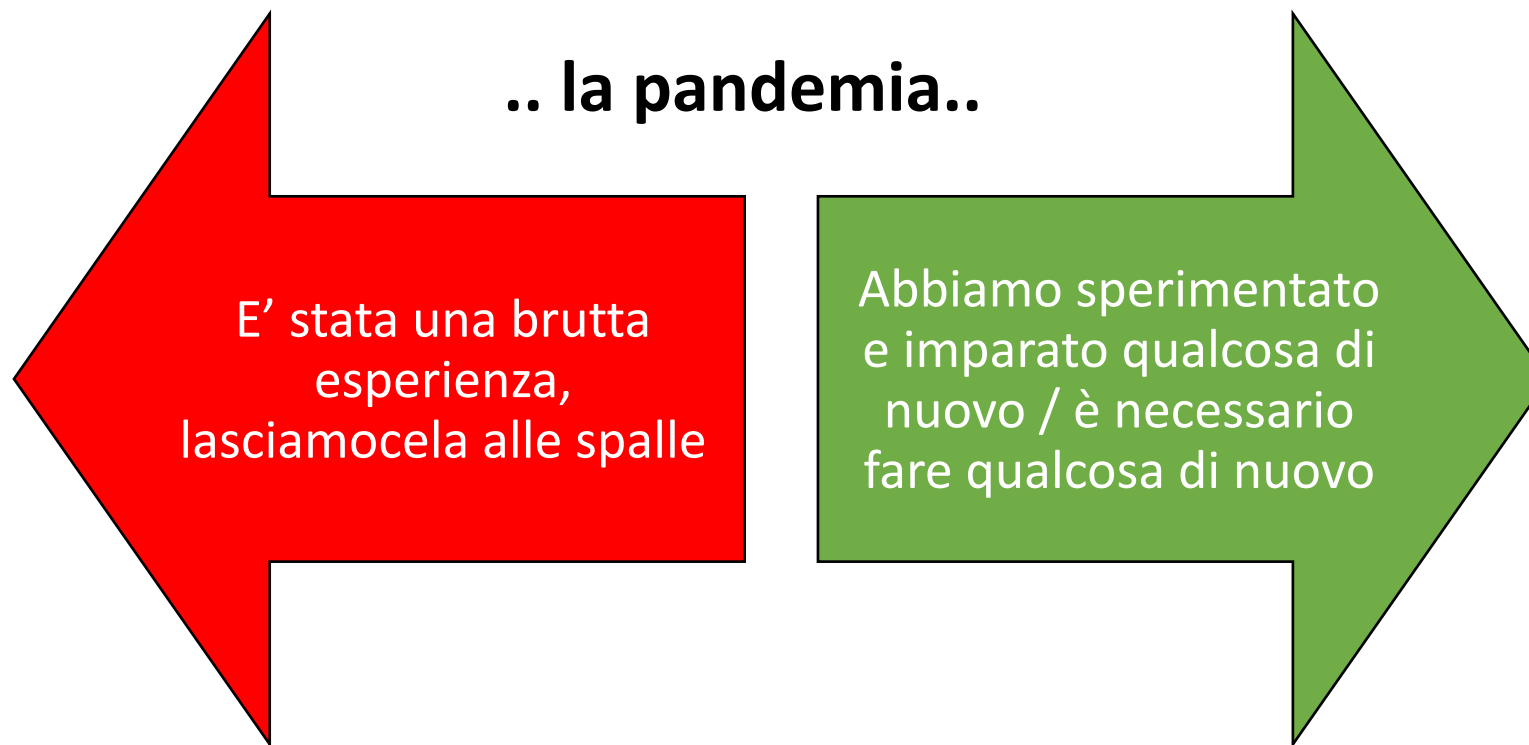 .. la pandemia..
E’ stata una brutta
esperienza,
lasciamocela alle spalle
Abbiamo sperimentato
e imparato qualcosa di
nuovo / è necessario
fare qualcosa di nuovo